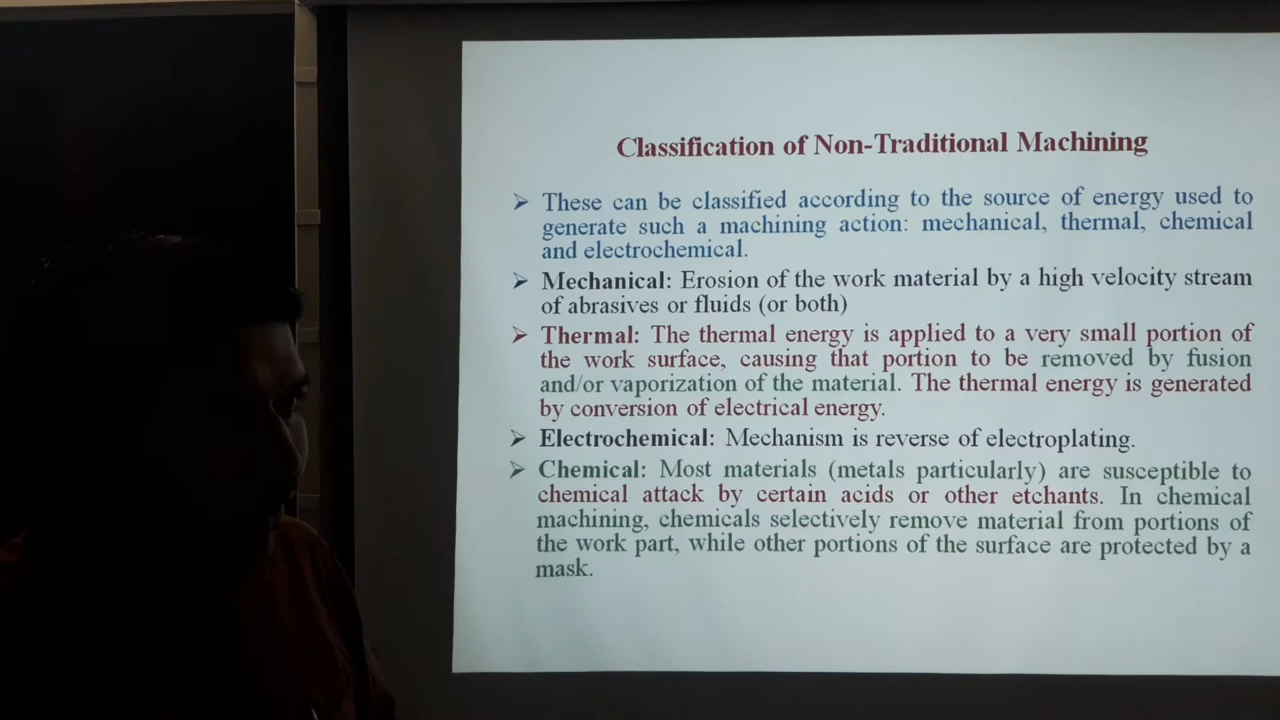 Classification of Non-Traditional Machining
➢ These can be classified according to the source of energy used to
generate such a machining action: mechanical, thermal, chemical
and electrochemical.
➢ Mechanical: Erosion of the work material by a high velocity stream
of abrasives or fluids (or both)
➢ Thermal: The thermal energy is applied to a very small portion of
the work surface, causing that portion to be removed by fusion
and/or vaporization of the material. The thermal energy is generated
by conversion of electrical energy.
➢ Electrochemical: Mechanism is reverse of electroplating.
➢ Chemical: Most materials (metals particularly) are susceptible to
chemical attack by certain acids or other etchants. In chemical
machining, chemicals selectively remove material from portions of
the work part, while other portions of the surface are protected by a
mask.